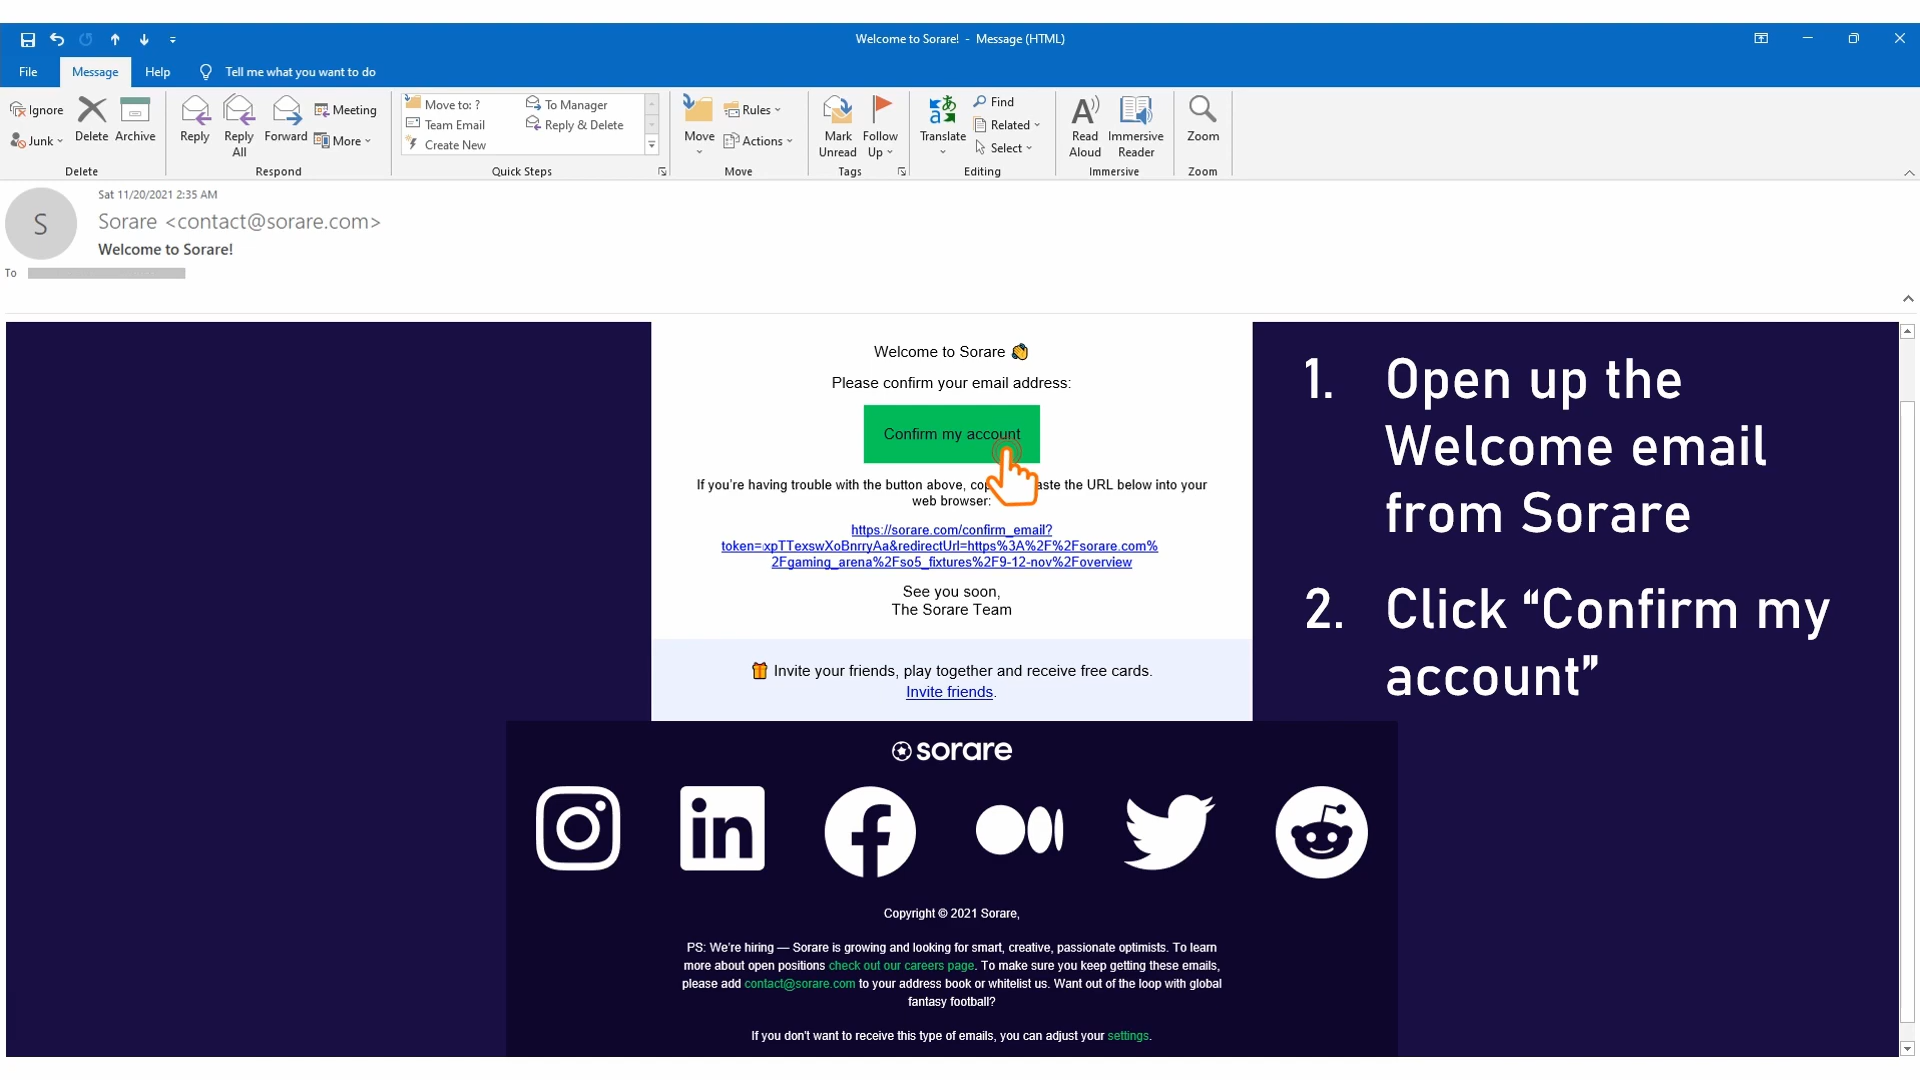 Welcome to Sorare! - Message (HTML)
File
Message
Help
Tell me what you want to do
Ignore
Junk
Delete
Archive
Delete
Reply
Reply All
Forward
Meeting
More
Respond
Move to: ?
Team Email
Create New
To Manager
Reply & Delete
Quick Steps
Move
Rules
Actions
Move
Mark Unread
Follow Up
Tags
Translate
Find
Related
Select
Editing
Read Aloud
Immersive Reader
Immersive
Zoom
Zoom
S
Sat 11/20/2021 2:35 AM
Sorare <contact@sorare.com>
Welcome to Sorare!
To
Welcome to Sorare 👏
Please confirm your email address:
Confirm my account
If you're having trouble with the button above, cop aste the URL below into your
web browser:
https://sorare.com/confirm_email?
token=xpTTexswXoBnrryAa&redirectUrl=https%3A%2F%2Fsorare.com%
2Fgaming_arena%2Fso5_fixtures%2F9-12-nov%2Foverview
See you soon,
The Sorare Team
🎁 Invite your friends, play together and receive free cards.
Invite friends.
1. Open up the
Welcome email
from Sorare
2. Click “Confirm my
account”
sorare
in
Copyright © 2021 Sorare,
PS: We're hiring — Sorare is growing and looking for smart, creative, passionate optimists. To learn
more about open positions check out our careers page. To make sure you keep getting these emails,
please add contact@sorare.com to your address book or whitelist us. Want out of the loop with global
fantasy football?
If you don't want to receive this type of emails, you can adjust your settings.